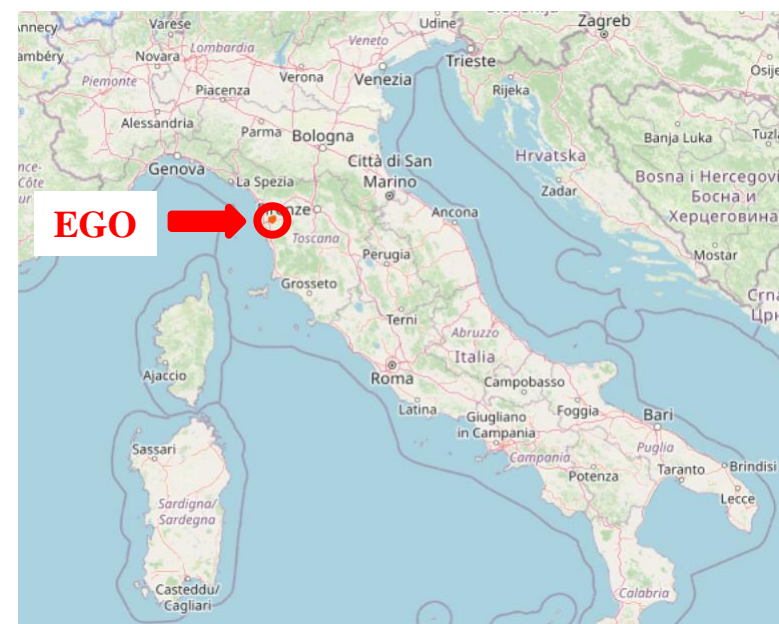 Varese
Udine
Zagreb
Novara
Lombardia
Veneto
Trieste
Piemonte
Piacenza
Verona
Venezia
Rijeka
Alessandria
Parma
Bologna
Banja Luka
Genova
Città di San
Marino
Hrvatska
La Spezia
Bosna i Hercegovi
Босна и
Херцеговина
Zadar
EGO
Toscana
Ancona
Perugia
Mostar
Grosseto
Terni
Abruzzo
Italia
Ajaccio
Roma
Campobasso
Latina
Giugliano
in Campania
Foggia
Bari
Sassari
Campania
Puglia
Potenza
Taranto
Brindisi
Sardigna/
Sardegna
Lecce
Casteddu/
Cagliari
Calabria